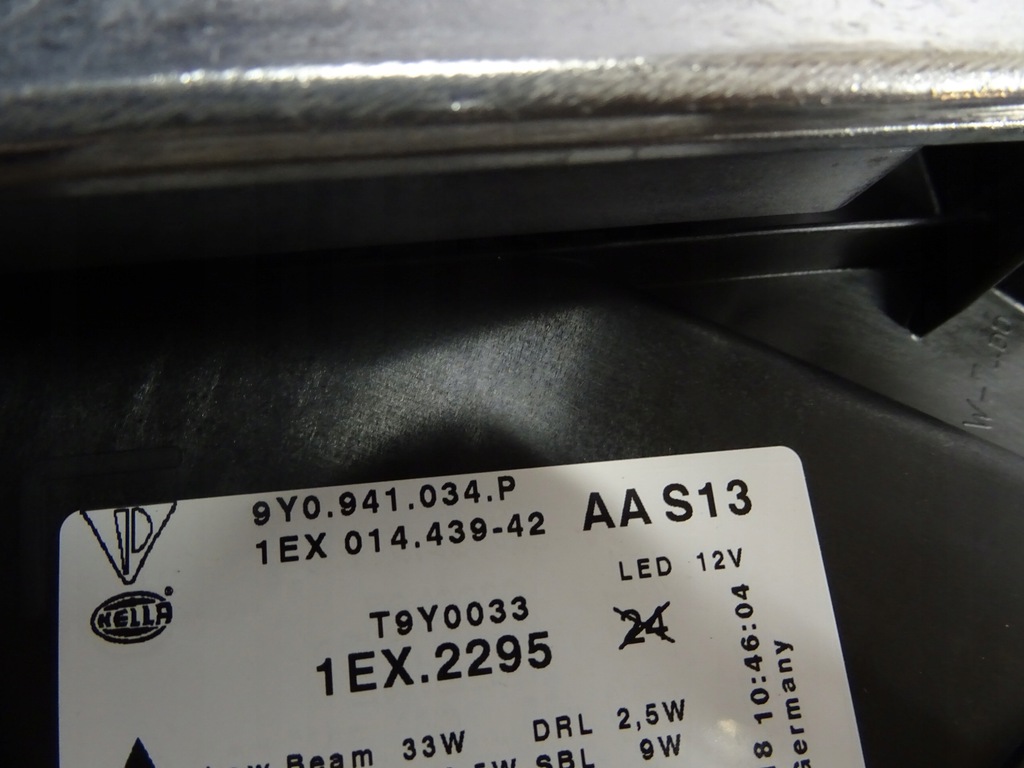 9Y0.941.034.P
AA S13
1EX 014.439-42
LED 12V
HELLA®
T9Y0033
24
1EX.2295
Beam 33W
DRL 2,5W
SBL 9W
18 10:46:04
Germany